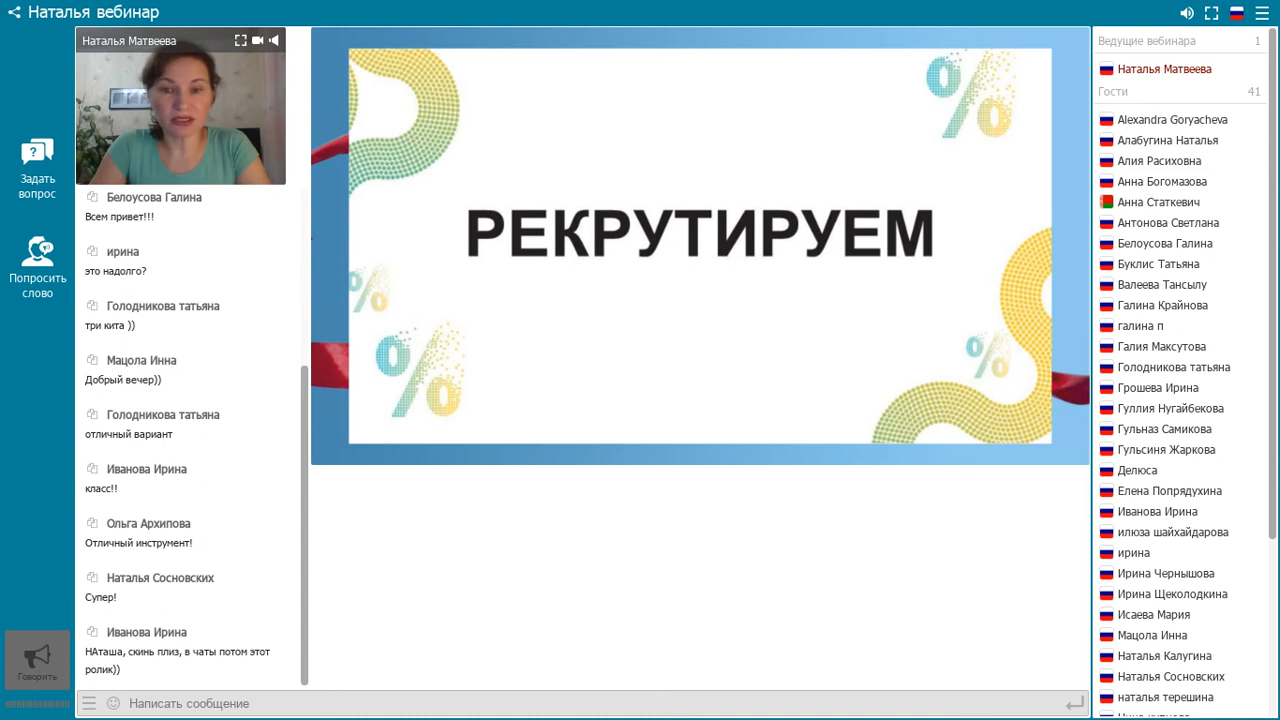 Наталья вебинар
Задать
вопрос
Попросить
слово
Говорить
Наталья Матвеева
Белоусова Галина
Всем привет!!!
ирина
это надолго?
Голодникова татьяна
три кита ))
Мацола Инна
Добрый вечер))
Голодникова татьяна
отличный вариант
Иванова Ирина
класс!!
Ольга Архипова
Отличный инструмент!
Наталья Сосновских
Супер!
Иванова Ирина
НАташа, скинь плиз, в чаты потом этот
ролик))
Написать сообщение
РЕКРУТИРУЕМ
%
%
%
%
Ведущие вебинара 1
Наталья Матвеева
Гости 41
Alexandra Goryacheva
Алабугина Наталья
Алия Расиховна
Анна Богомазова
Анна Статкевич
Антонова Светлана
Белоусова Галина
Буклис Татьяна
Валеева Тансылу
Галина Крайнова
галина п
Галия Максутова
Голодникова татьяна
Грошева Ирина
Гуллия Нугайбекова
Гульназ Самикова
Гульсиня Жаркова
Делюса
Елена Попрядухина
Иванова Ирина
илюза шайхайдарова
ирина
Ирина Чернышова
Ирина Щеколодкина
Исаева Мария
Мацола Инна
Наталья Калугина
Наталья Сосновских
наталья терешина